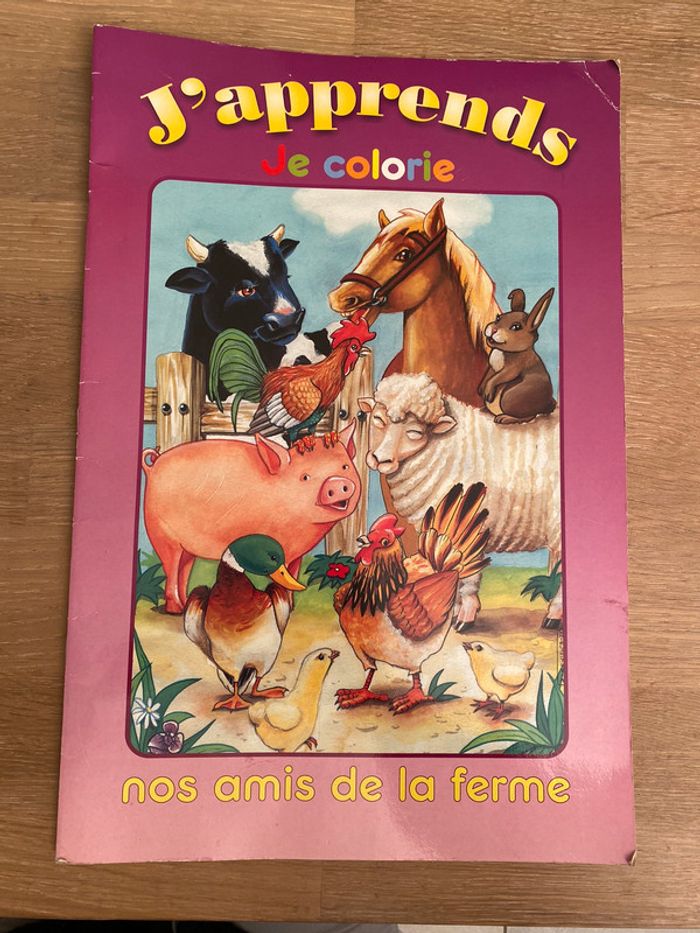 J'apprends
Je colorie
nos amis de la ferme